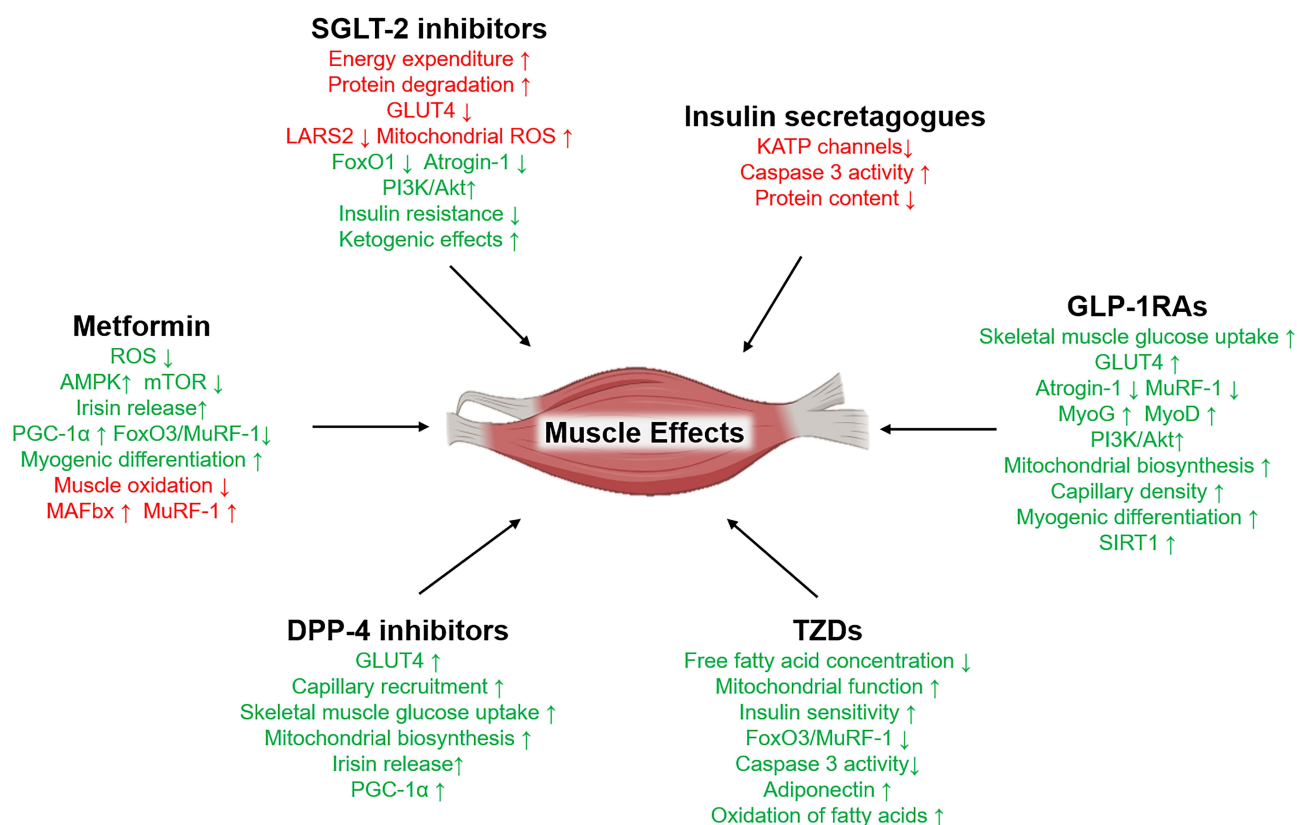 SGLT-2 inhibitors
Energy expenditure ↑
Protein degradation ↑
GLUT4 ↓
LARS2 ↓ Mitochondrial ROS ↑
FoxO1 ↓ Atrogin-1 ↓
PI3K/Akt↑
Insulin resistance ↓
Ketogenic effects ↑
Insulin secretagogues
KATP channels↓
Caspase 3 activity ↑
Protein content ↓
Metformin
ROS ↓
AMPK↑ mTOR ↓
Irisin release↑
PGC-1α ↑ FoxO3/MuRF-1↓
Myogenic differentiation ↑
Muscle oxidation ↓
MAFbx ↑ MuRF-1 ↑
Muscle Effects
GLP-1RAs
Skeletal muscle glucose uptake ↑
GLUT4 ↑
Atrogin-1 ↓ MuRF-1 ↓
MyoG ↑ MyoD ↑
PI3K/Akt↑
Mitochondrial biosynthesis ↑
Capillary density ↑
Myogenic differentiation ↑
SIRT1 ↑
DPP-4 inhibitors
GLUT4 ↑
Capillary recruitment ↑
Skeletal muscle glucose uptake ↑
Mitochondrial biosynthesis ↑
Irisin release↑
PGC-1α ↑
TZDs
Free fatty acid concentration ↓
Mitochondrial function ↑
Insulin sensitivity ↑
FoxO3/MuRF-1 ↓
Caspase 3 activity↓
Adiponectin ↑
Oxidation of fatty acids ↑